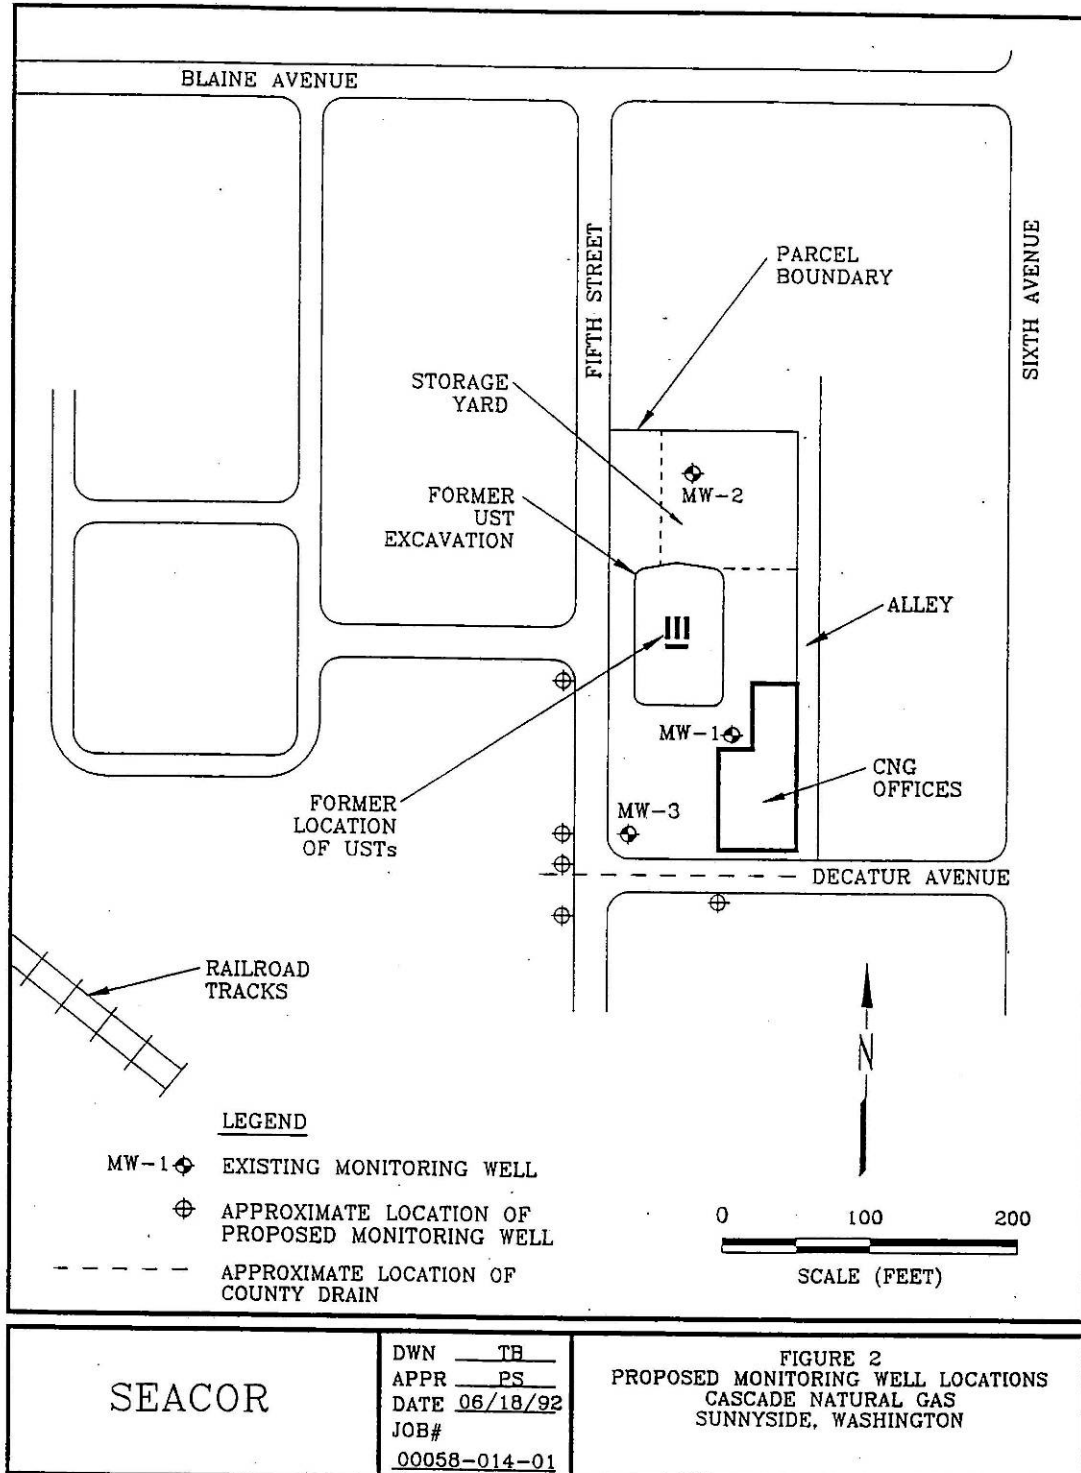 BLAINE AVENUE
FIFTH STREET
SIXTH AVENUE
PARCEL
BOUNDARY
STORAGE
YARD
MW-2
FORMER
UST
EXCAVATION
ALLEY
MW-1
CNG
OFFICES
FORMER
LOCATION
OF USTs
MW-3
DECATUR AVENUE
RAILROAD
TRACKS
N
LEGEND
MW-1 EXISTING MONITORING WELL
APPROXIMATE LOCATION OF
PROPOSED MONITORING WELL
APPROXIMATE LOCATION OF
COUNTY DRAIN
0 100 200
SCALE (FEET)
SEACOR
DWN TB
APPR PS
DATE 06/18/92
JOB#
00058-014-01
FIGURE 2
PROPOSED MONITORING WELL LOCATIONS
CASCADE NATURAL GAS
SUNNYSIDE, WASHINGTON